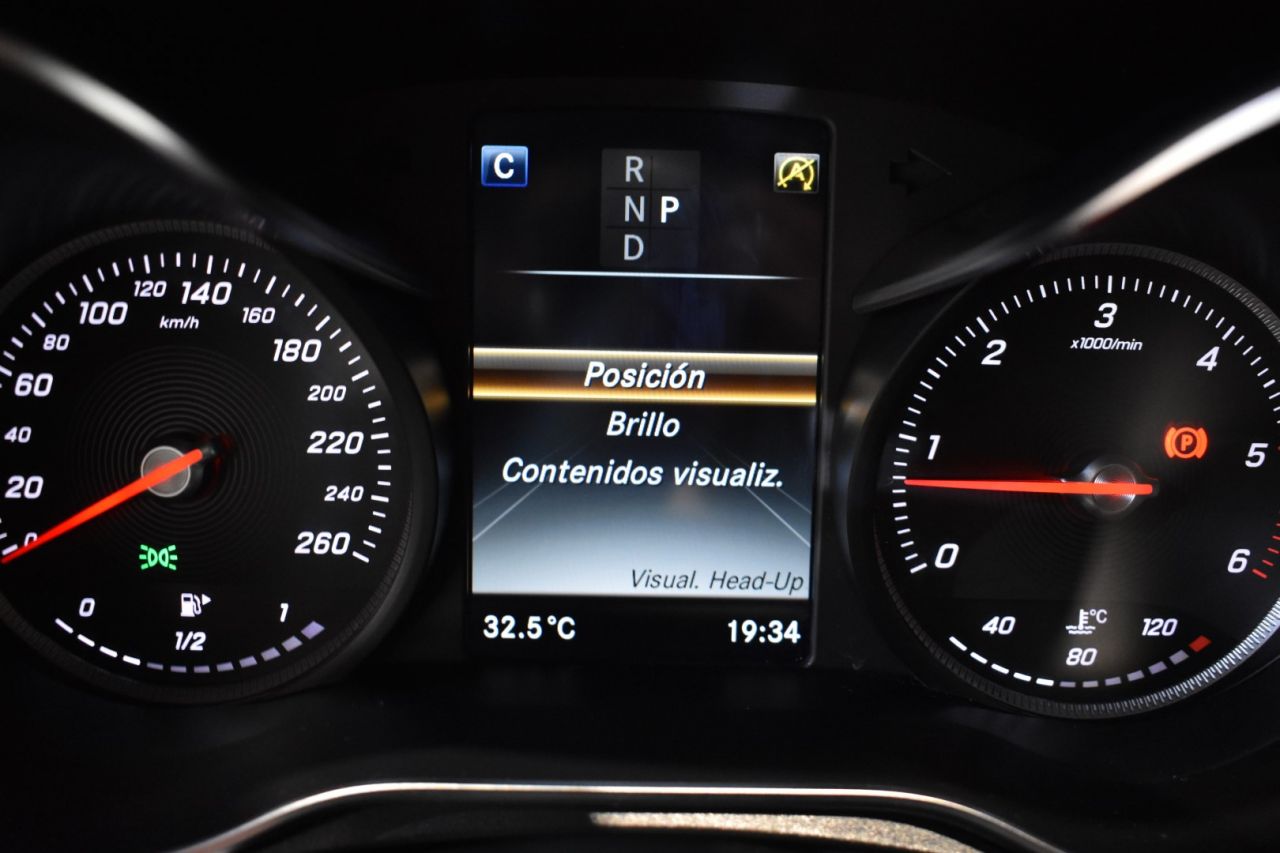 C
R
N P
D
A
0
20
40
60
80
100
120
140
160
180
200
220
240
260
km/h
0
1/2
1
Posición
Brillo
Contenidos visualiz.
Visual. Head-Up
32.5°C
19:34
0
1
2
3
4
5
6
x1000/min
P
40
°C
80
120